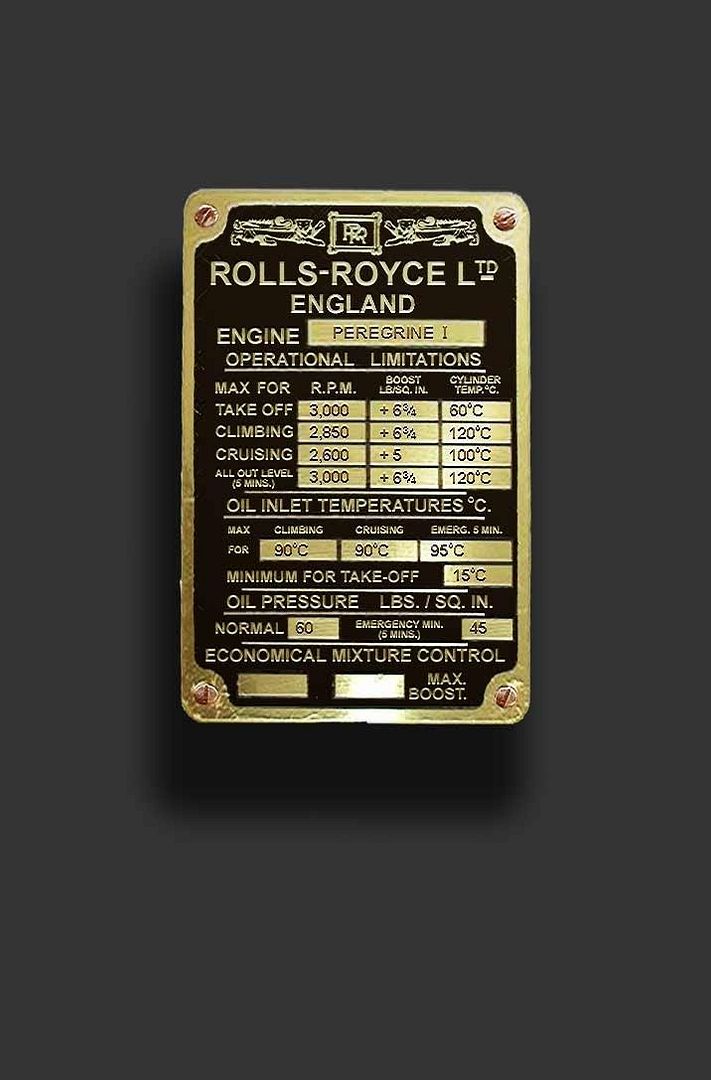 RR
ROLLS-ROYCE LTD
ENGLAND
ENGINE PEREGRINE I
OPERATIONAL LIMITATIONS
MAX FOR R.P.M. BOOST LB/SQ. IN. CYLINDER TEMP.°C.
TAKE OFF 3,000 + 6¾ 60°C
CLIMBING 2,850 + 6¾ 120°C
CRUISING 2,600 + 5 100°C
ALL OUT LEVEL (5 MINS.) 3,000 + 6¾ 120°C
OIL INLET TEMPERATURES °C.
MAX CLIMBING CRUISING EMERG. 5 MIN.
FOR 90°C 90°C 95°C
MINIMUM FOR TAKE-OFF 15°C
OIL PRESSURE LBS. / SQ. IN.
NORMAL 60 EMERGENCY MIN. (5 MINS.) 45
ECONOMICAL MIXTURE CONTROL
MAX.
BOOST.